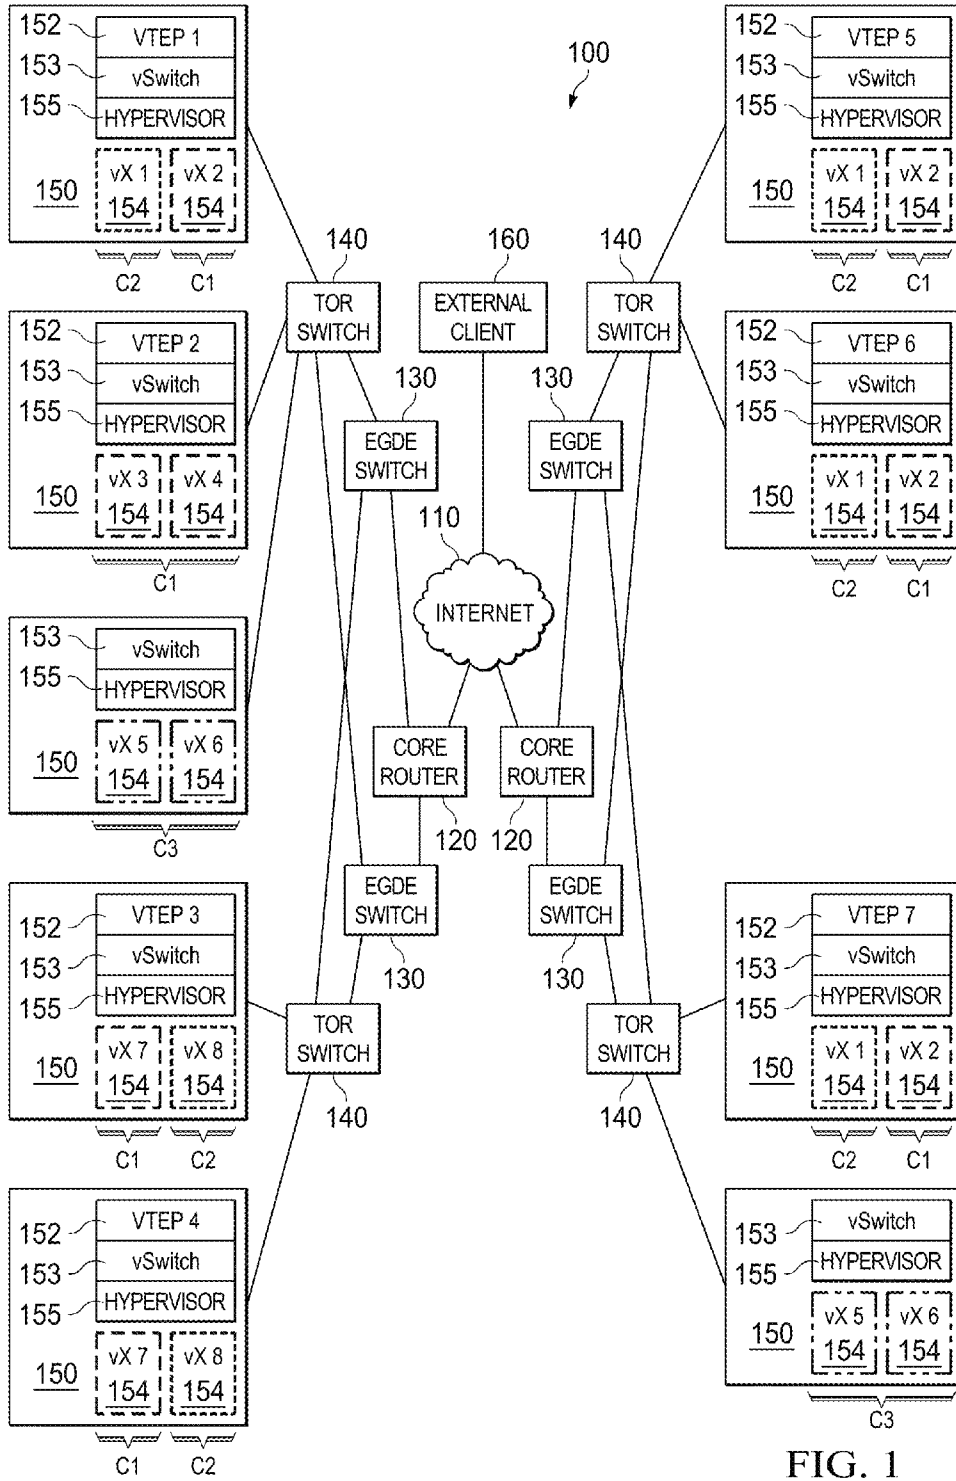 100
152
VTEP 1
153
vSwitch
155
HYPERVISOR
150
vX 1
154
vX 2
154
C2
C1
152
VTEP 2
153
vSwitch
155
HYPERVISOR
150
vX 3
154
vX 4
154
C1
153
vSwitch
155
HYPERVISOR
150
vX 5
154
vX 6
154
C3
152
VTEP 3
153
vSwitch
155
HYPERVISOR
150
vX 7
154
vX 8
154
C1
C2
152
VTEP 4
153
vSwitch
155
HYPERVISOR
150
vX 7
154
vX 8
154
C1
C2
140
TOR
SWITCH
160
EXTERNAL
CLIENT
140
TOR
SWITCH
130
EGDE
SWITCH
130
EGDE
SWITCH
110
INTERNET
CORE
ROUTER
120
CORE
ROUTER
120
EGDE
SWITCH
130
EGDE
SWITCH
130
TOR
SWITCH
140
TOR
SWITCH
140
152
VTEP 5
153
vSwitch
155
HYPERVISOR
150
vX 1
154
vX 2
154
C2
C1
152
VTEP 6
153
vSwitch
155
HYPERVISOR
150
vX 1
154
vX 2
154
C2
C1
152
VTEP 7
153
vSwitch
155
HYPERVISOR
150
vX 1
154
vX 2
154
C2
C1
153
vSwitch
155
HYPERVISOR
150
vX 5
154
vX 6
154
C3
FIG. 1